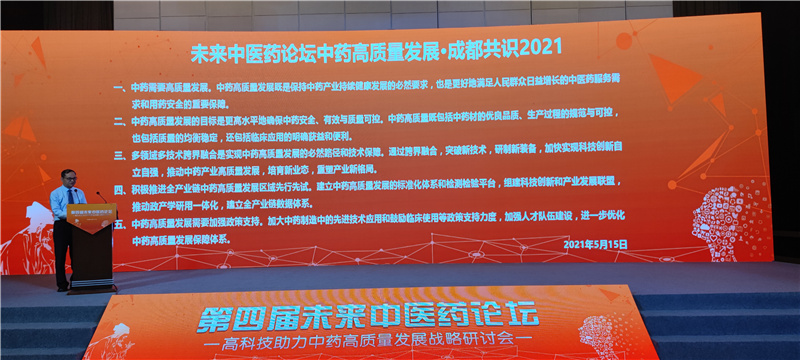 未来中医药论坛中药高质量发展·成都共识2021
一、中药需要高质量发展。中药高质量发展既是保持中药产业持续健康发展的必然要求，也是更好地满足人民群众日益增长的中医药服务需
求和用药安全的重要保障。
二、中药高质量发展的目标是更高水平地确保中药安全、有效与质量可控。中药高质量既包括中药材的优良品质、生产过程的规范与可控，
也包括质量的均衡稳定，还包括临床应用的明确获益和便利。
三、多领域多技术跨界融合是实现中药高质量发展的必然路径和技术保障。通过跨界融合，突破新技术，研制新装备，加快实现科技创新自
立自强，推动中药产业高质量发展，培育新业态，重塑产业新格局。
四、积极推进全产业链中药高质量发展区域先行先试。建立中药高质量发展的标准化体系和检测检验平台，组建科技创新和产业发展联盟，
推动政产学研用一体化，建立全产业链数据体系。
五、中药高质量发展需要加强政策支持。加大中药制造中的先进技术应用和鼓励临床使用等政策支持力度，加强人才队伍建设，进一步优化
中药高质量发展保障体系。
2021年5月15日
第四届未来中医药论坛
第四届未来中医药论坛
—高科技助力中药高质量发展战略研讨会—